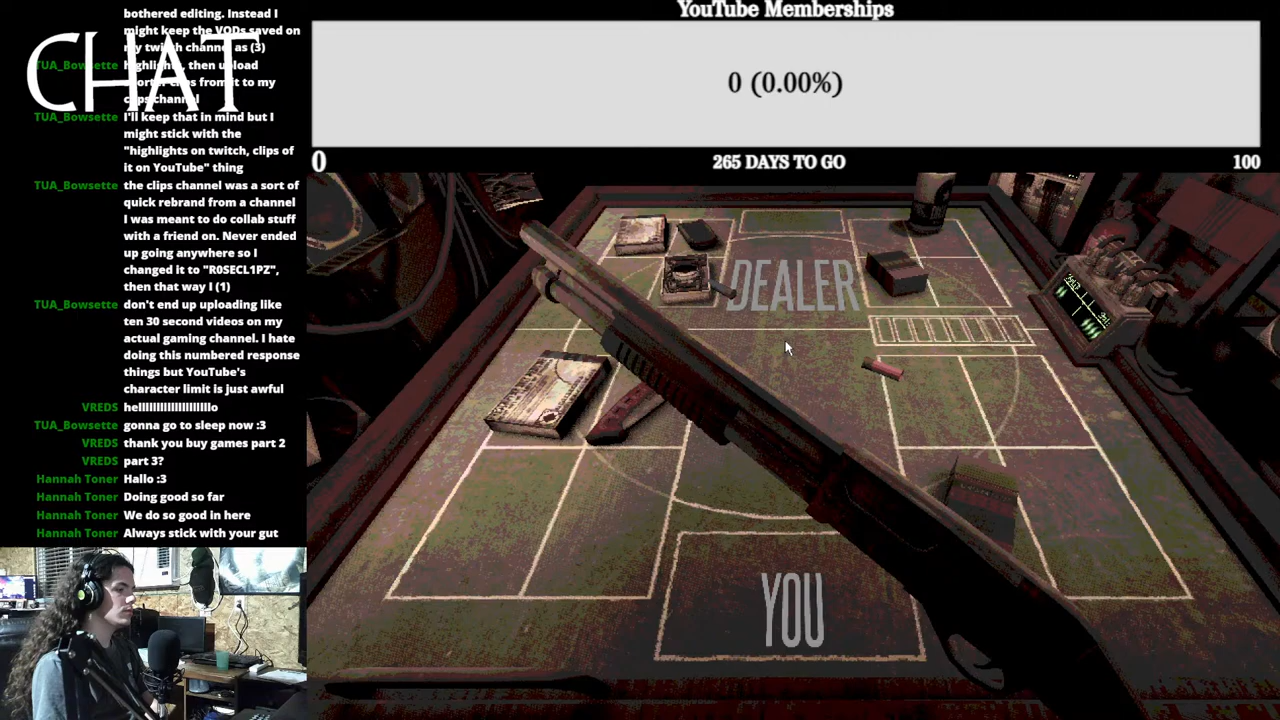 bothered editing. Instead I
might keep the VODs saved on
my twitch channel as (3)
TUA_Bowsette highlights, then upload
shorter clips from it to my
clips channel
CHAT
TUA_Bowsette I'll keep that in mind but I
might stick with the
"highlights on twitch, clips of
it on YouTube" thing
TUA_Bowsette the clips channel was a sort of
quick rebrand from a channel
I was meant to do collab stuff
with a friend on. Never ended
up going anywhere so I
changed it to "R0SECL1PZ",
then that way I (1)
TUA_Bowsette don't end up uploading like
ten 30 second videos on my
actual gaming channel. I hate
doing this numbered response
things but YouTube's
character limit is just awful
VREDS helllllllllllllllllllo
TUA_Bowsette gonna go to sleep now :3
VREDS thank you buy games part 2
VREDS part 3?
Hannah Toner Hallo :3
Hannah Toner Doing good so far
Hannah Toner We do so good in here
Hannah Toner Always stick with your gut
YouTube Memberships
0 (0.00%)
0 265 DAYS TO GO 100
DEALER
YOU